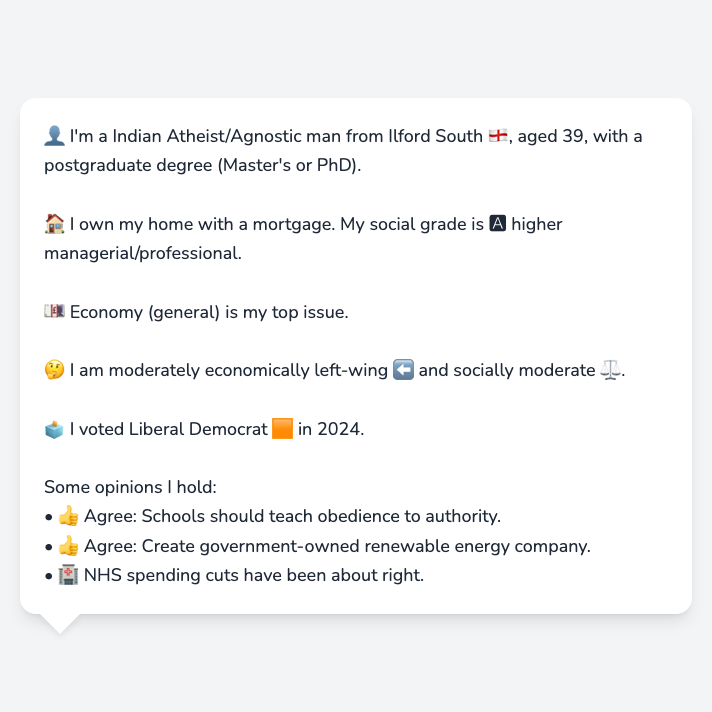 👤 I'm a Indian Atheist/Agnostic man from Ilford South 🏴󠁧󠁢󠁥󠁮󠁧󠁿, aged 39, with a
postgraduate degree (Master's or PhD).
🏠 I own my home with a mortgage. My social grade is 🅰 higher
managerial/professional.
💷 Economy (general) is my top issue.
🤔 I am moderately economically left-wing ⬅️ and socially moderate ⚖️.
🗳️ I voted Liberal Democrat 🟧 in 2024.
Some opinions I hold:
• 👍 Agree: Schools should teach obedience to authority.
• 👍 Agree: Create government-owned renewable energy company.
• 🏥 NHS spending cuts have been about right.